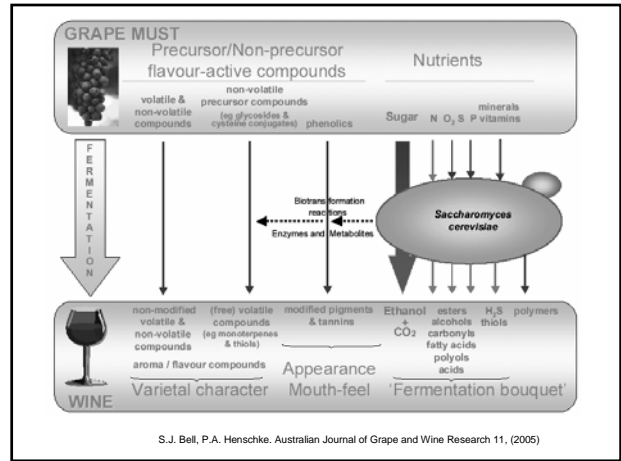 GRAPE MUST
Precursor/Non-precursor
flavour-active compounds
Nutrients
volatile &
non-volatile
compounds
non-volatile
precursor compounds
(eg glycosides &
cysteine conjugates)
phenolics
Sugar
N O₂ S P
minerals
vitamins
FERMENTATION
Biotransformation
reactions
Enzymes and Metabolites
Saccharomyces
cerevisiae
non-modified
volatile &
non-volatile
compounds
(free) volatile
compounds
(eg monoterpenes
& thiols)
aroma / flavour compounds
modified pigments
& tannins
Ethanol
+
CO₂
esters
alcohols
carbonyls
fatty acids
polyols
acids
H₂S
thiols
polymers
WINE
Varietal character
Appearance
Mouth-feel
'Fermentation bouquet'
S.J. Bell, P.A. Henschke. Australian Journal of Grape and Wine Research 11, (2005)